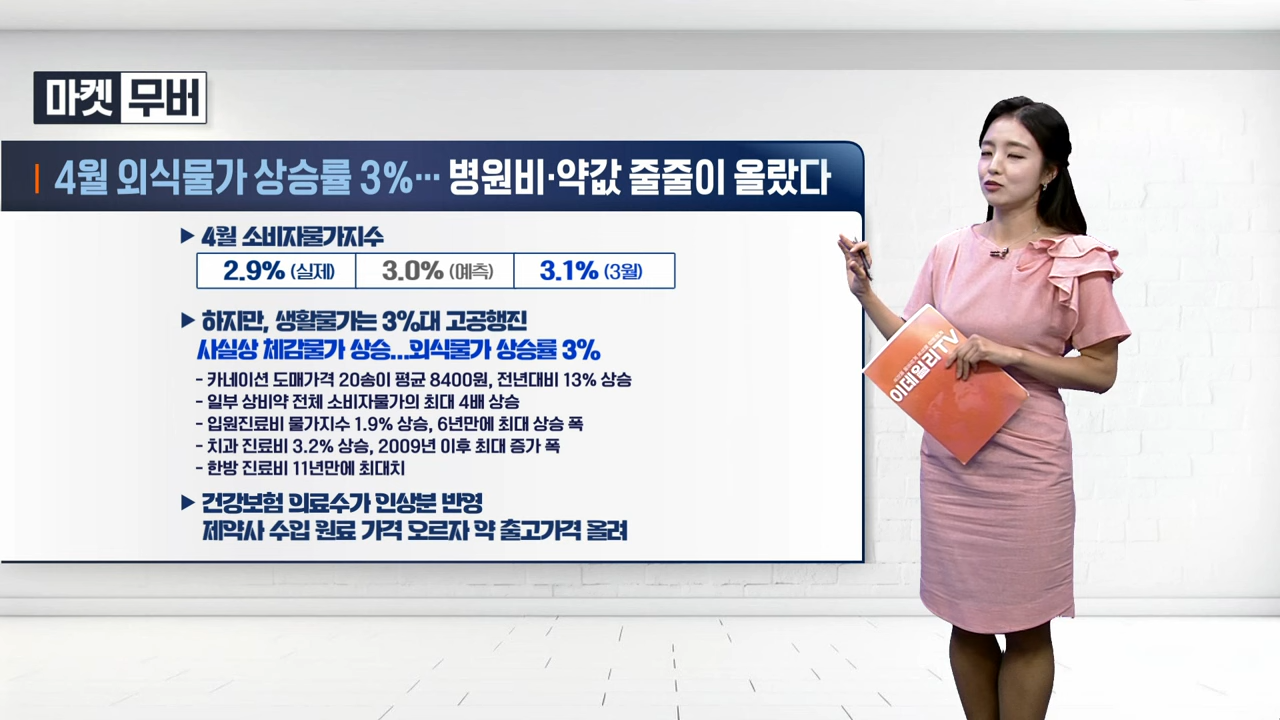 마켓 무버
4월 외식물가 상승률 3%… 병원비·약값 줄줄이 올랐다
▶ 4월 소비자물가지수
2.9% (실제) 3.0% (예측) 3.1% (3월)
▶ 하지만, 생활물가는 3%대 고공행진
사실상 체감물가 상승...외식물가 상승률 3%
- 카네이션 도매가격 20송이 평균 8400원, 전년대비 13% 상승
- 일부 상비약 전체 소비자물가의 최대 4배 상승
- 입원진료비 물가지수 1.9% 상승, 6년만에 최대 상승 폭
- 치과 진료비 3.2% 상승, 2009년 이후 최대 증가 폭
- 한방 진료비 11년만에 최대치
▶ 건강보험 의료수가 인상분 반영
제약사 수입 원료 가격 오르자 약 출고가격 올려
이데일리TV